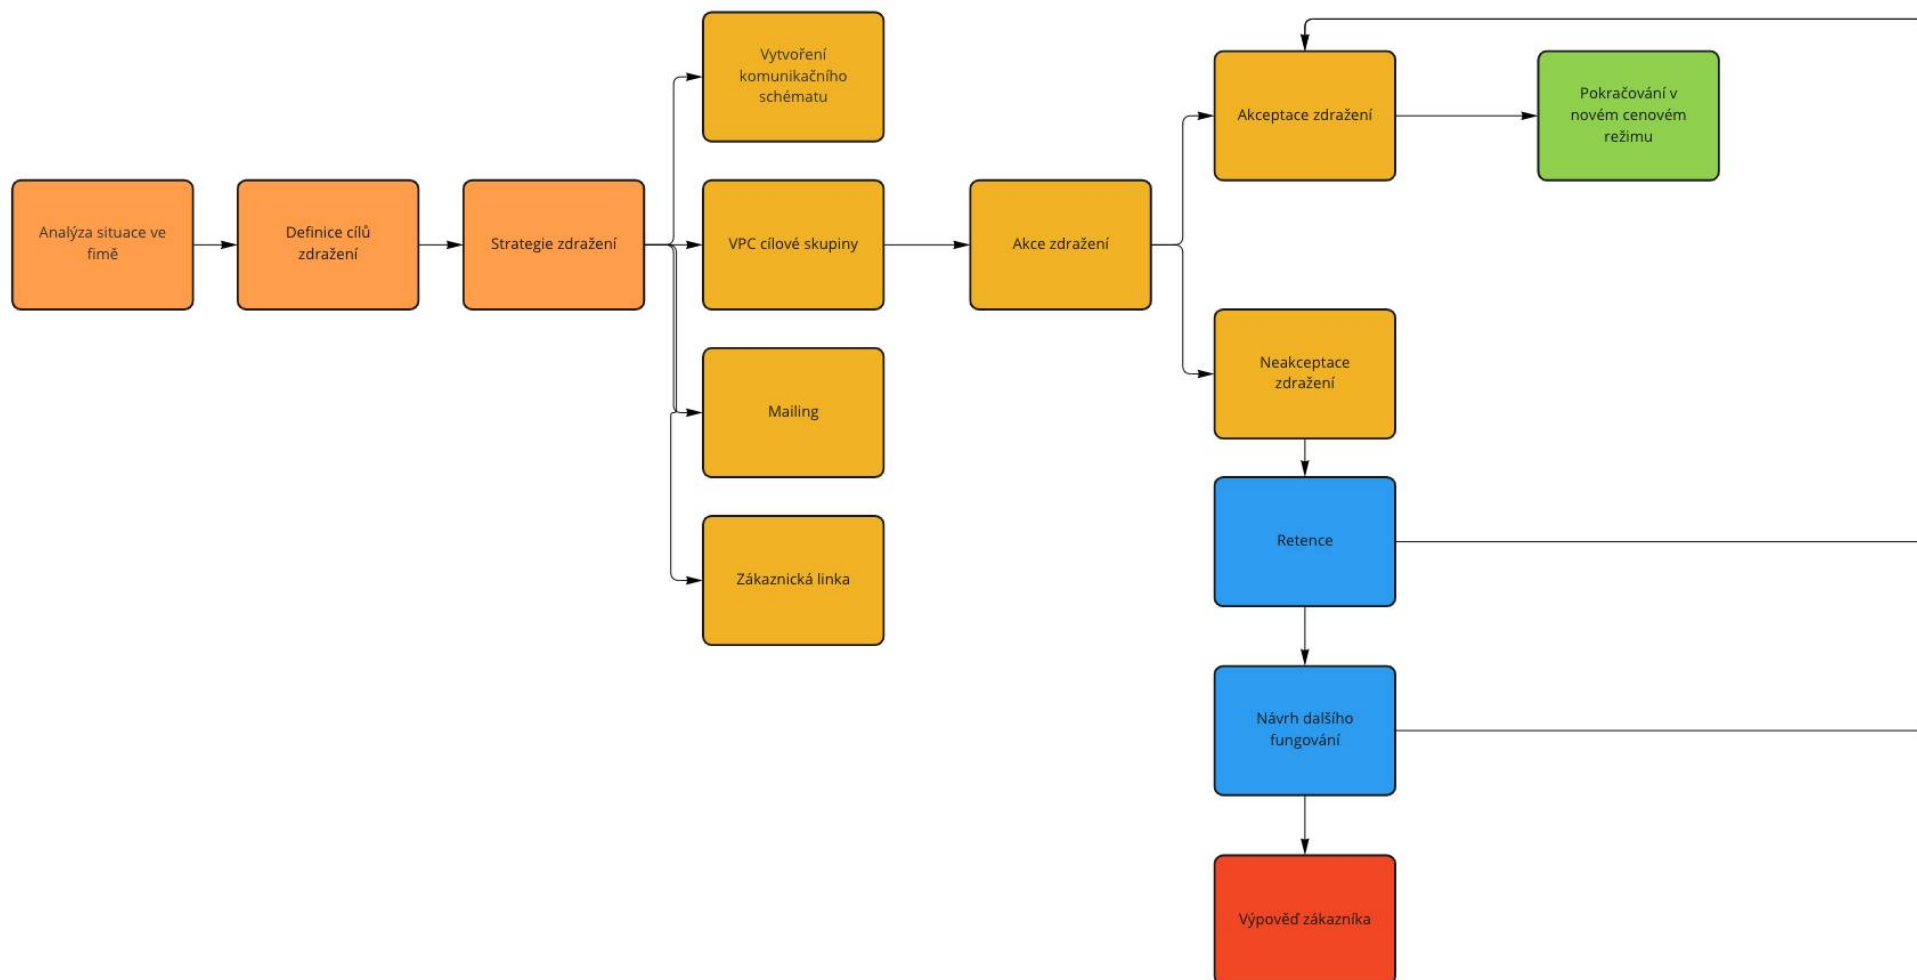 Vytvoření
komunikačního
schématu
Akceptace zdražení
Pokračování v
novém cenovém
režimu
Analýza situace ve
fimě
Definice cílů
zdražení
Strategie zdražení
VPC cílové skupiny
Akce zdražení
Neakceptace
zdražení
Mailing
Retence
Zákaznická linka
Návrh dalšího
fungování
Výpověď zákazníka